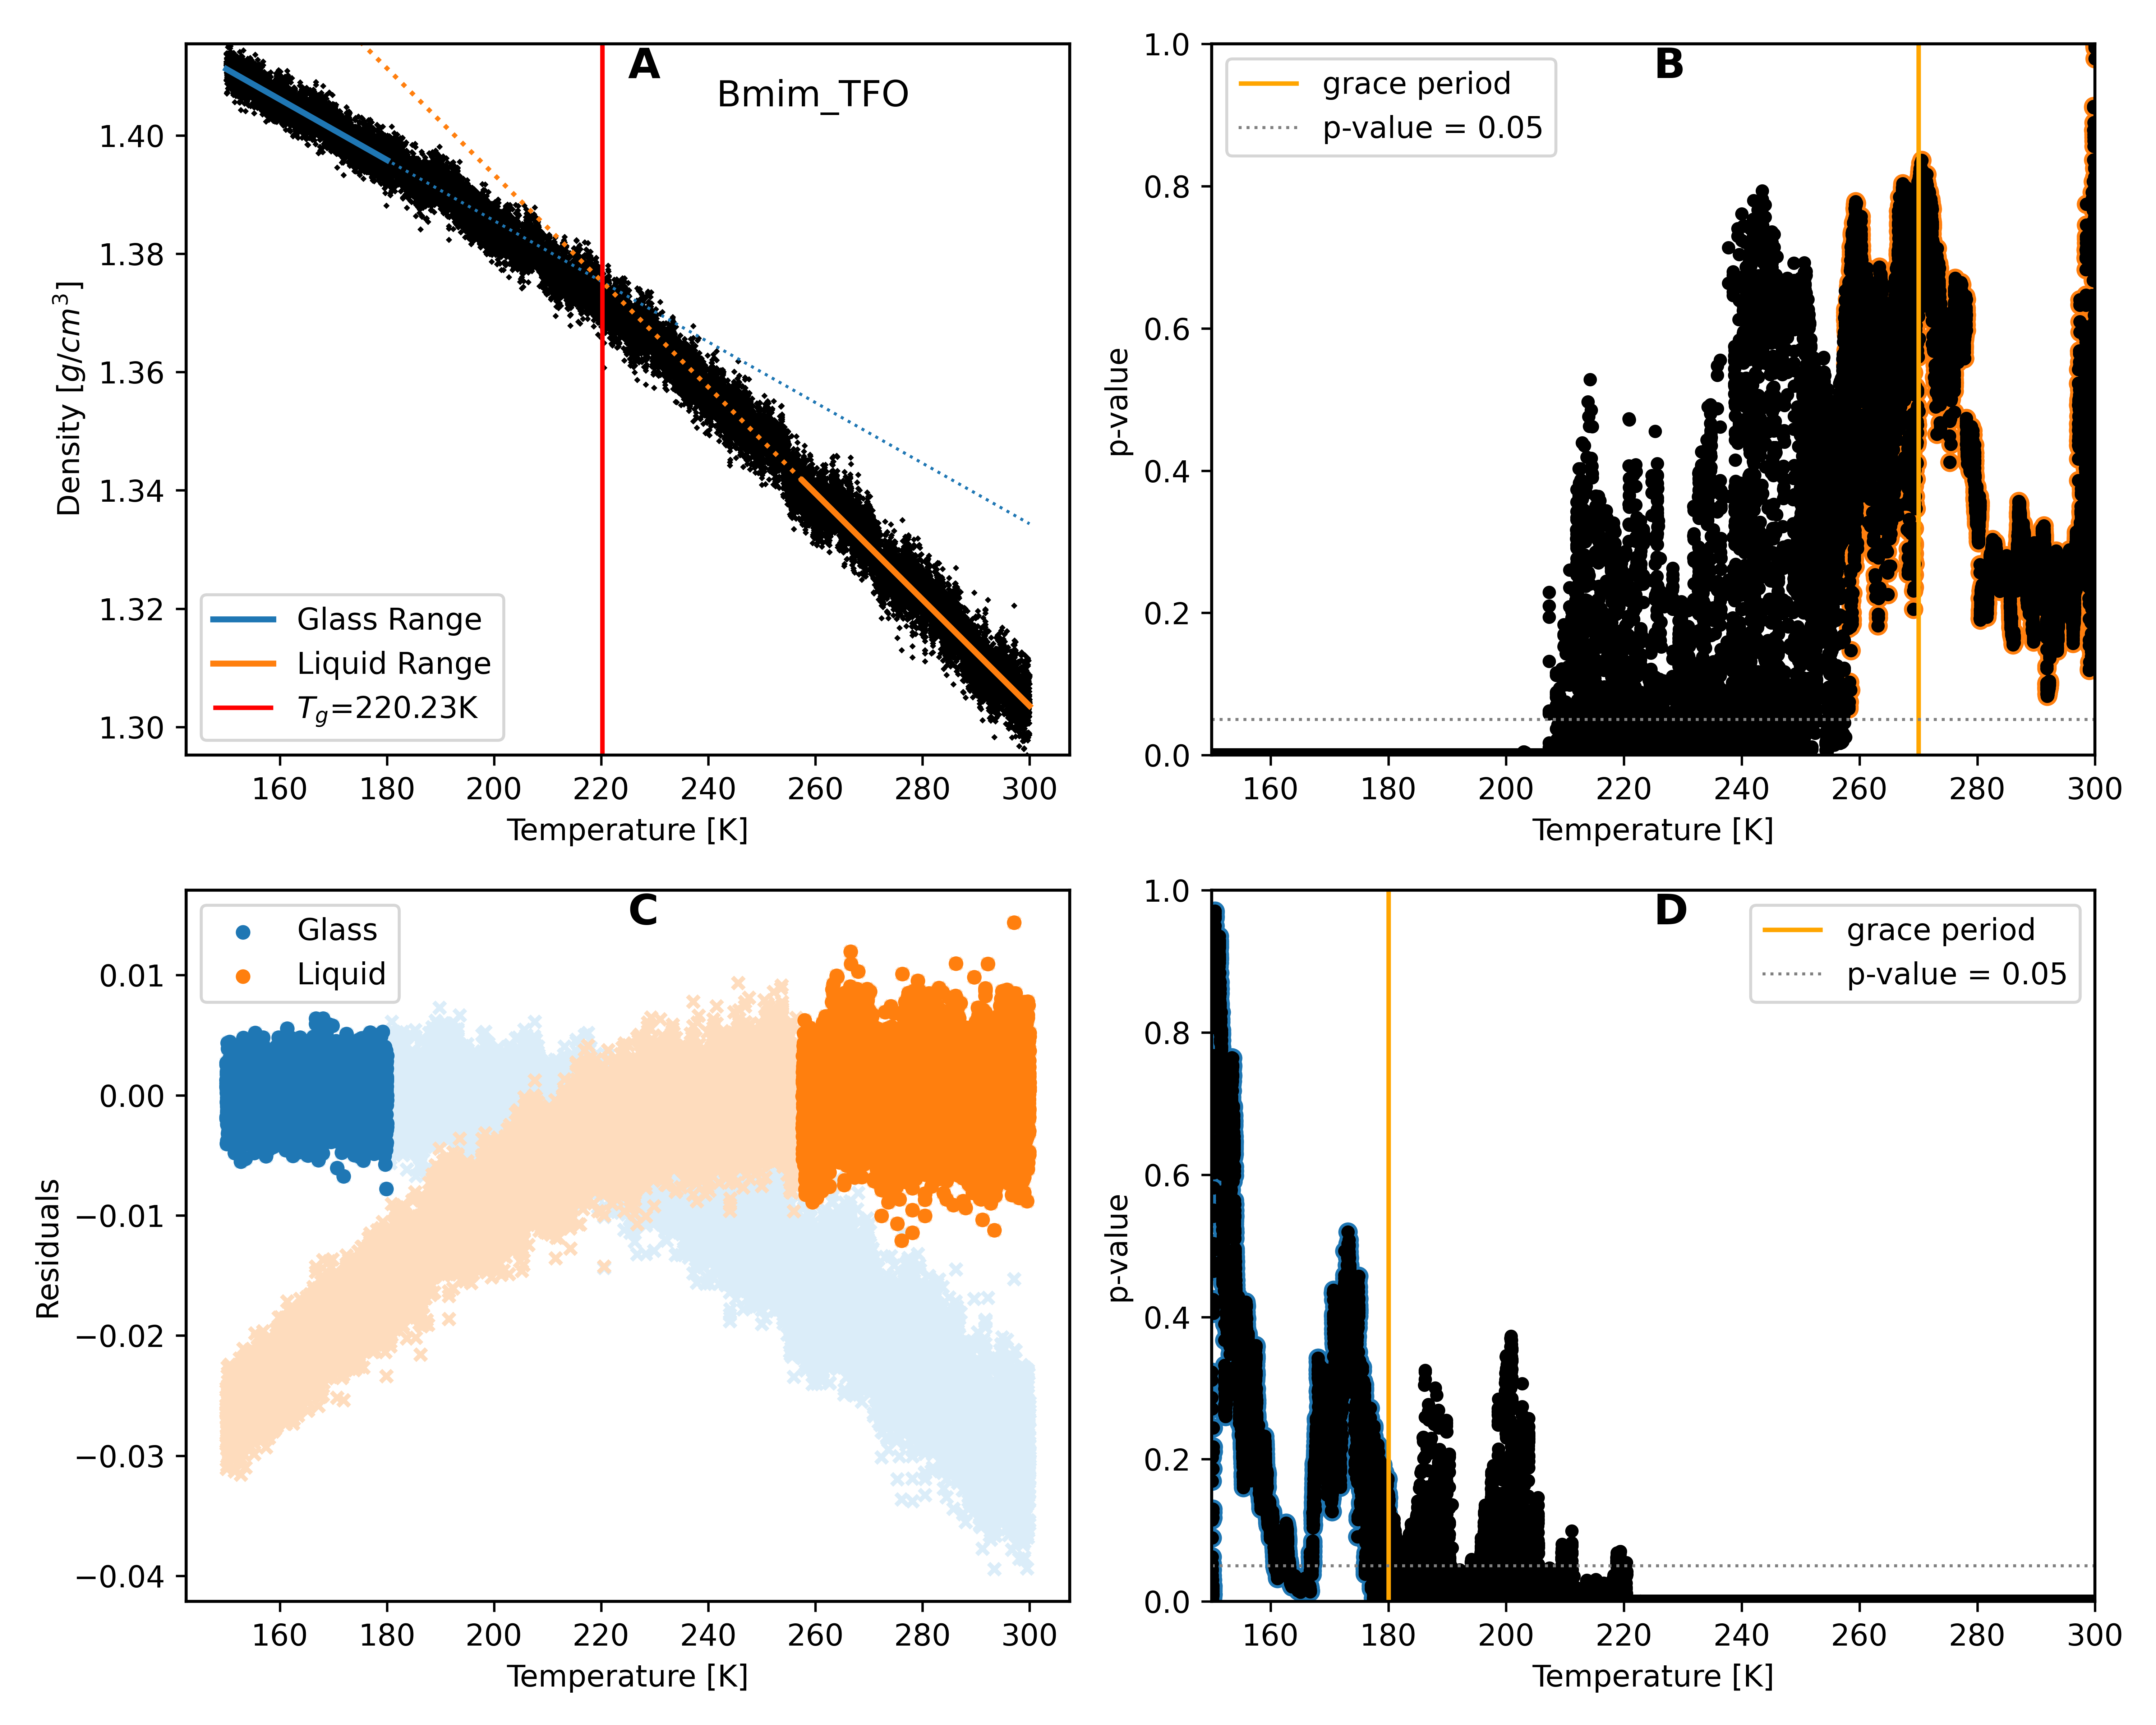 A
Bmim_TFO
1.40
1.38
1.36
1.34
1.32
1.30
Density [g/cm³]
Glass Range
Liquid Range
T_g=220.23K
160 180 200 220 240 260 280 300
Temperature [K]
B
grace period
p-value = 0.05
1.0
0.8
0.6
0.4
0.2
0.0
p-value
160 180 200 220 240 260 280 300
Temperature [K]
C
Glass
Liquid
0.01
0.00
−0.01
−0.02
−0.03
−0.04
Residuals
160 180 200 220 240 260 280 300
Temperature [K]
D
grace period
p-value = 0.05
1.0
0.8
0.6
0.4
0.2
0.0
p-value
160 180 200 220 240 260 280 300
Temperature [K]